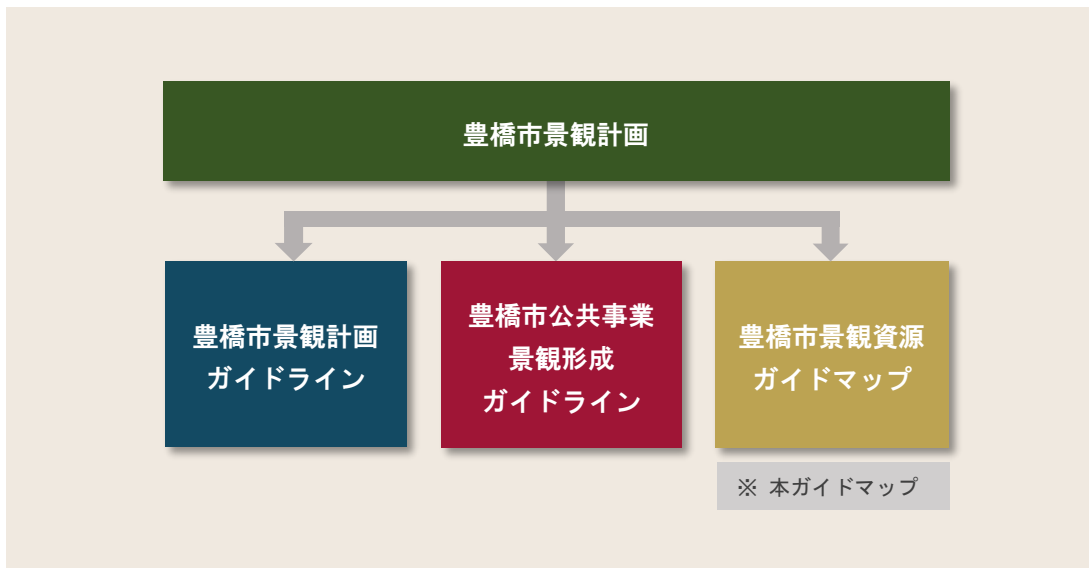 豊橋市景観計画
豊橋市景観計画
ガイドライン
豊橋市公共事業
景観形成
ガイドライン
豊橋市景観資源
ガイドマップ
※ 本ガイドマップ